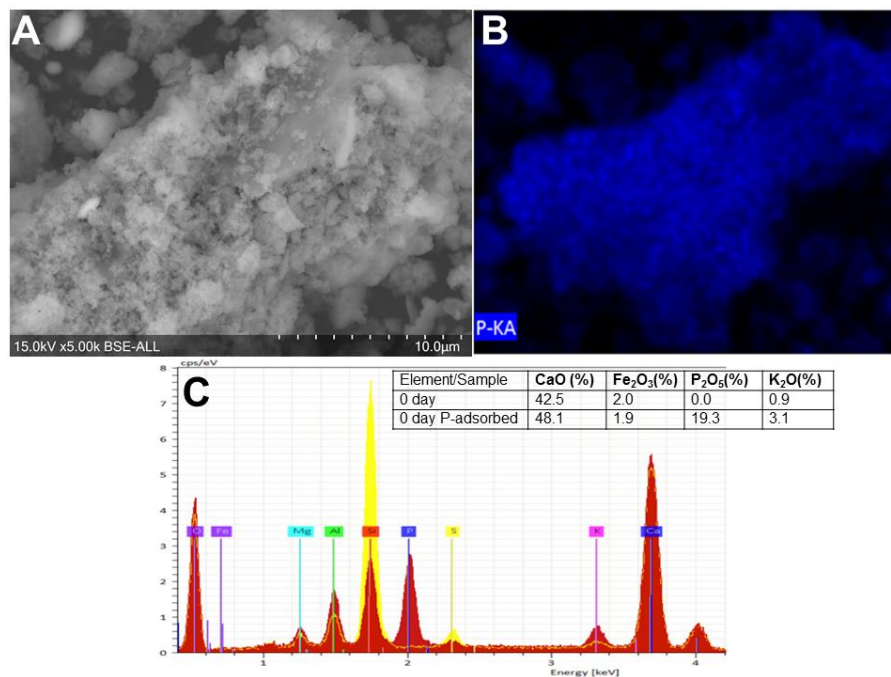 A
B
15.0kV x5.00k BSE-ALL 10.0µm
P-KA
C
cps/eV
Element/Sample CaO (%) Fe₂O₃(%) P₂O₅(%) K₂O(%)
0 day 42.5 2.0 0.0 0.9
0 day P-adsorbed 48.1 1.9 19.3 3.1
8
7
6
5
4
3
2
1
0
O Fe Mg Al Si P S K Ca
1 2 3 4
Energy [keV]